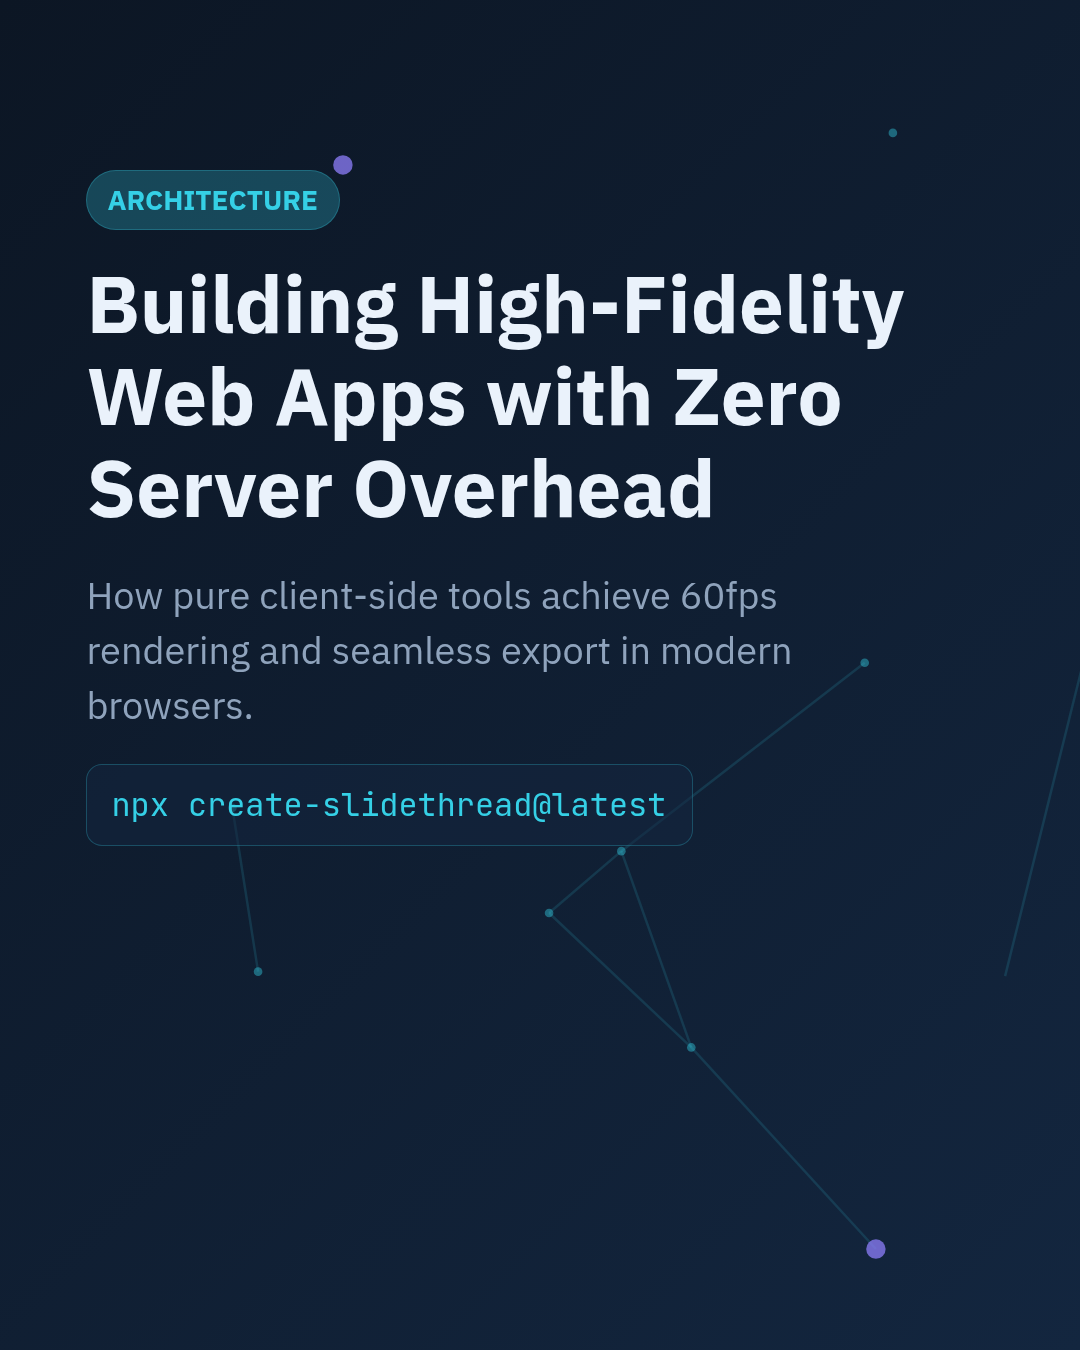 ARCHITECTURE
Building High-Fidelity
Web Apps with Zero
Server Overhead
How pure client-side tools achieve 60fps
rendering and seamless export in modern
browsers.
npx create-slidethread@latest